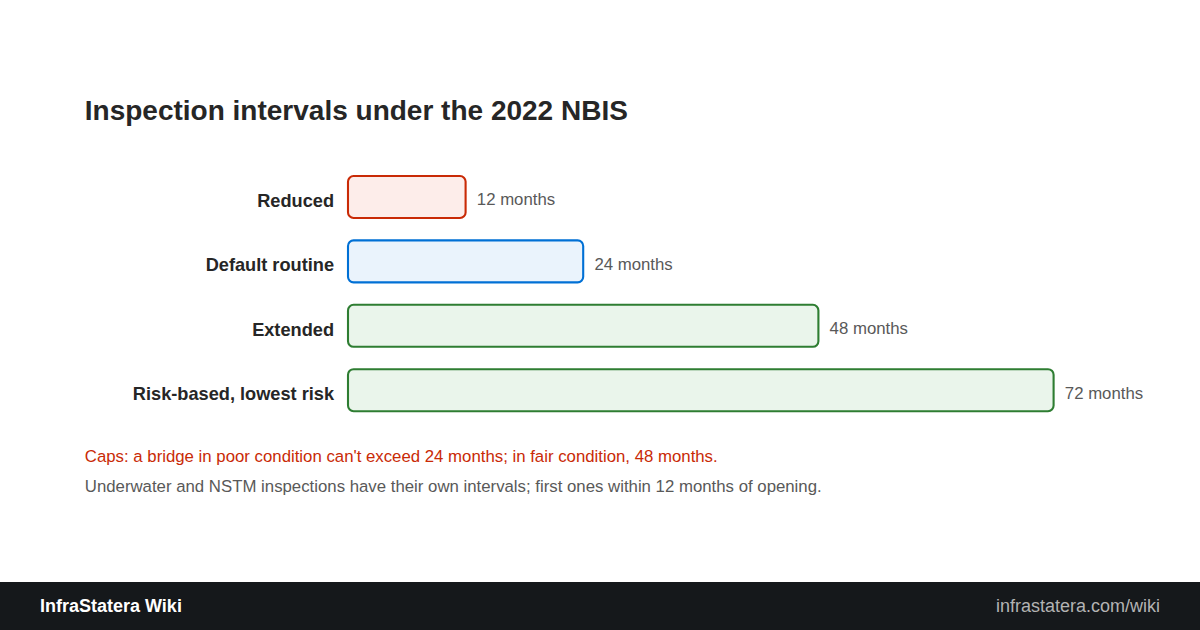 Inspection intervals under the 2022 NBIS
Reduced
12 months
Default routine
24 months
Extended
48 months
Risk-based, lowest risk
72 months
Caps: a bridge in poor condition can't exceed 24 months; in fair condition, 48 months.
Underwater and NSTM inspections have their own intervals; first ones within 12 months of opening.
InfraStatera Wiki
infrastatera.com/wiki